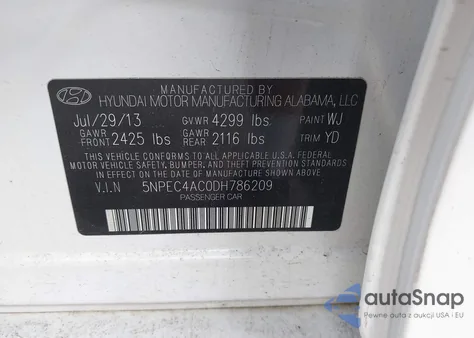 MANUFACTURED BY
HYUNDAI MOTOR MANUFACTURING ALABAMA, LLC
Jul/29/13 GVWR 4299 lbs. PAINT WJ
GAWR FRONT 2425 lbs GAWR REAR 2116 lbs TRIM YD
THIS VEHICLE CONFORMS TO ALL APPLICABLE U.S.A FEDERAL
MOTOR VEHICLE SAFETY, BUMPER, AND THEFT PREVENTION
STANDARDS IN EFFECT ON THE DATE OF MANUFACTURE SHOWN ABOVE.
V.I.N 5NPEC4AC0DH786209
PASSENGER CAR
autoSnap
Pewne auta z aukcji USA i EU